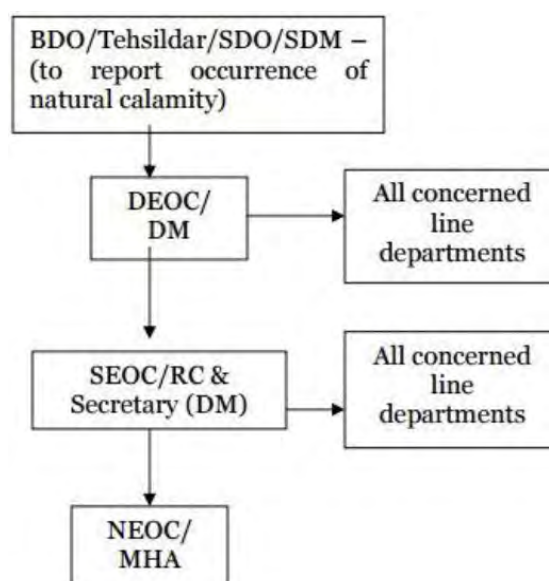 BDO/Tehsildar/SDO/SDM –
(to report occurrence of
natural calamity)
DEOC/
DM
All concerned
line
departments
SEOC/RC &
Secretary (DM)
All concerned
line
departments
NEOC/
MHA